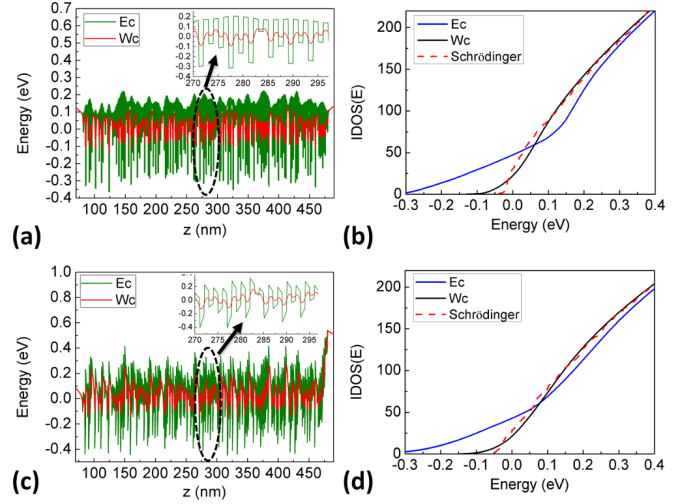 Ec
Wc
0.7
0.6
0.5
0.4
0.3
0.2
0.1
0.0
-0.1
-0.2
-0.3
-0.4
Energy (eV)
100 150 200 250 300 350 400 450
z (nm)
0.2
0.1
0.0
-0.1
-0.2
-0.3
-0.4
270 275 280 285 290 295
(a)
Ec
Wc
Schrödinger
200
150
100
50
0
IDOS(E)
-0.3 -0.2 -0.1 0.0 0.1 0.2 0.3 0.4
Energy (eV)
(b)
Ec
Wc
1.0
0.8
0.6
0.4
0.2
0.0
-0.2
-0.4
Energy (eV)
100 150 200 250 300 350 400 450
z (nm)
0.2
0.0
-0.2
-0.4
270 275 280 285 290 295
(c)
Ec
Wc
Schrödinger
200
150
100
50
0
IDOS(E)
-0.3 -0.2 -0.1 0.0 0.1 0.2 0.3 0.4
Energy (eV)
(d)